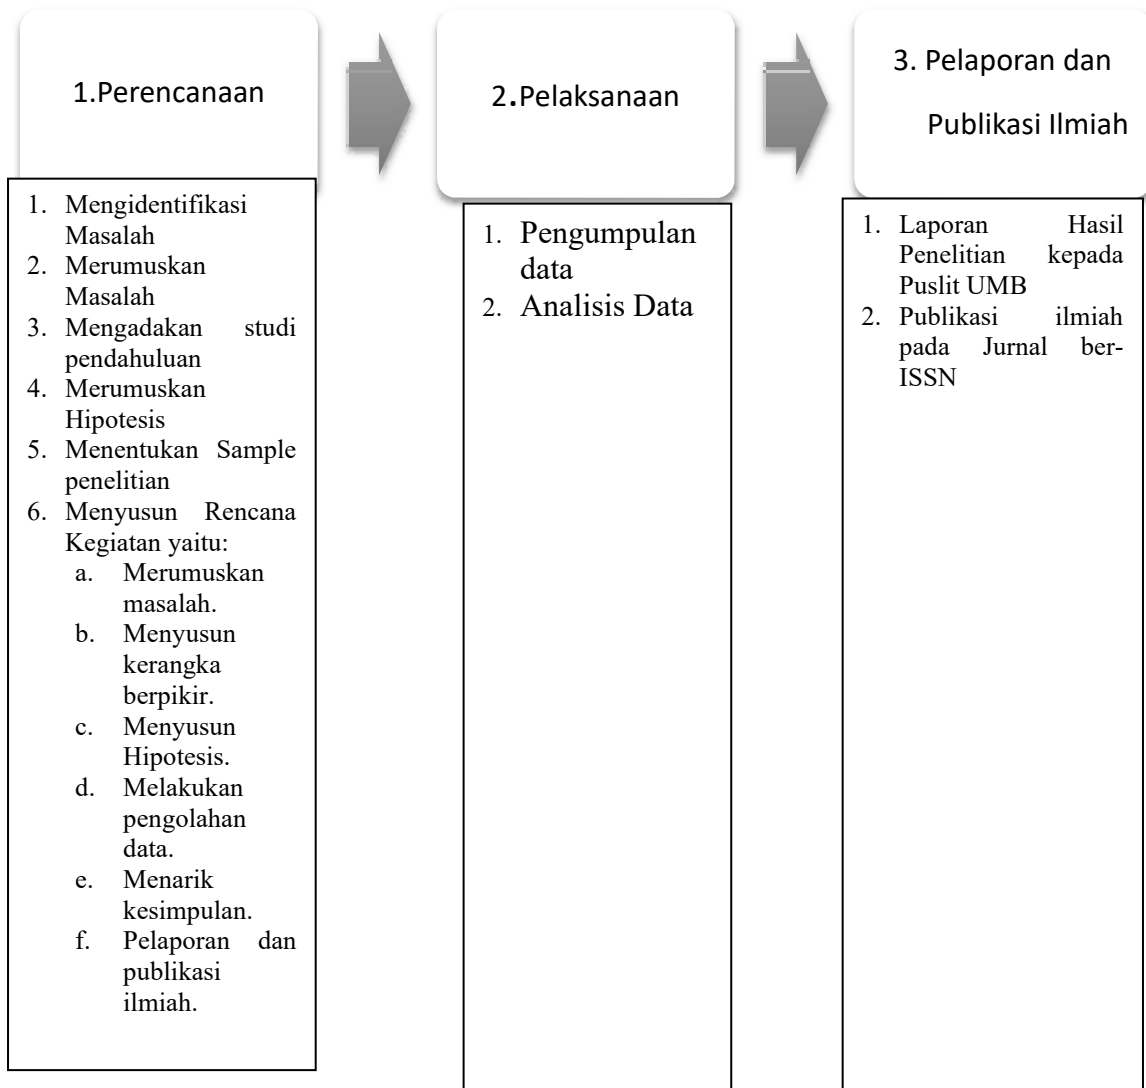 1.Perencanaan
1. Mengidentifikasi
Masalah
2. Merumuskan
Masalah
3. Mengadakan studi
pendahuluan
4. Merumuskan
Hipotesis
5. Menentukan Sample
penelitian
6. Menyusun Rencana
Kegiatan yaitu:
a. Merumuskan
masalah.
b. Menyusun
kerangka
berpikir.
c. Menyusun
Hipotesis.
d. Melakukan
pengolahan
data.
e. Menarik
kesimpulan.
f. Pelaporan dan
publikasi
ilmiah.
2.Pelaksanaan
1. Pengumpulan
data
2. Analisis Data
3. Pelaporan dan
Publikasi Ilmiah
1. Laporan Hasil
Penelitian kepada
Puslit UMB
2. Publikasi ilmiah
pada Jurnal ber-
ISSN